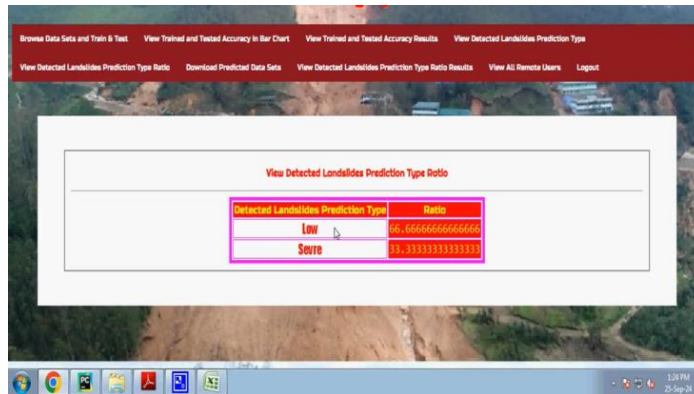 Browse Data Sets and Train & Test View Trained and Tested Accuracy in Bar Chart View Trained and Tested Accuracy Results View Detected Landslides Prediction Type
View Detected Landslides Prediction Type Ratio Download Predicted Data Sets View Detected Landslides Prediction Type Ratio Results View All Remote Users Logout
View Detected Landslides Prediction Type Ratio
Detected Landslides Prediction Type Ratio
Low 66.66666666666666
Sevre 33.33333333333333
1:24 PM
25-Sep-24